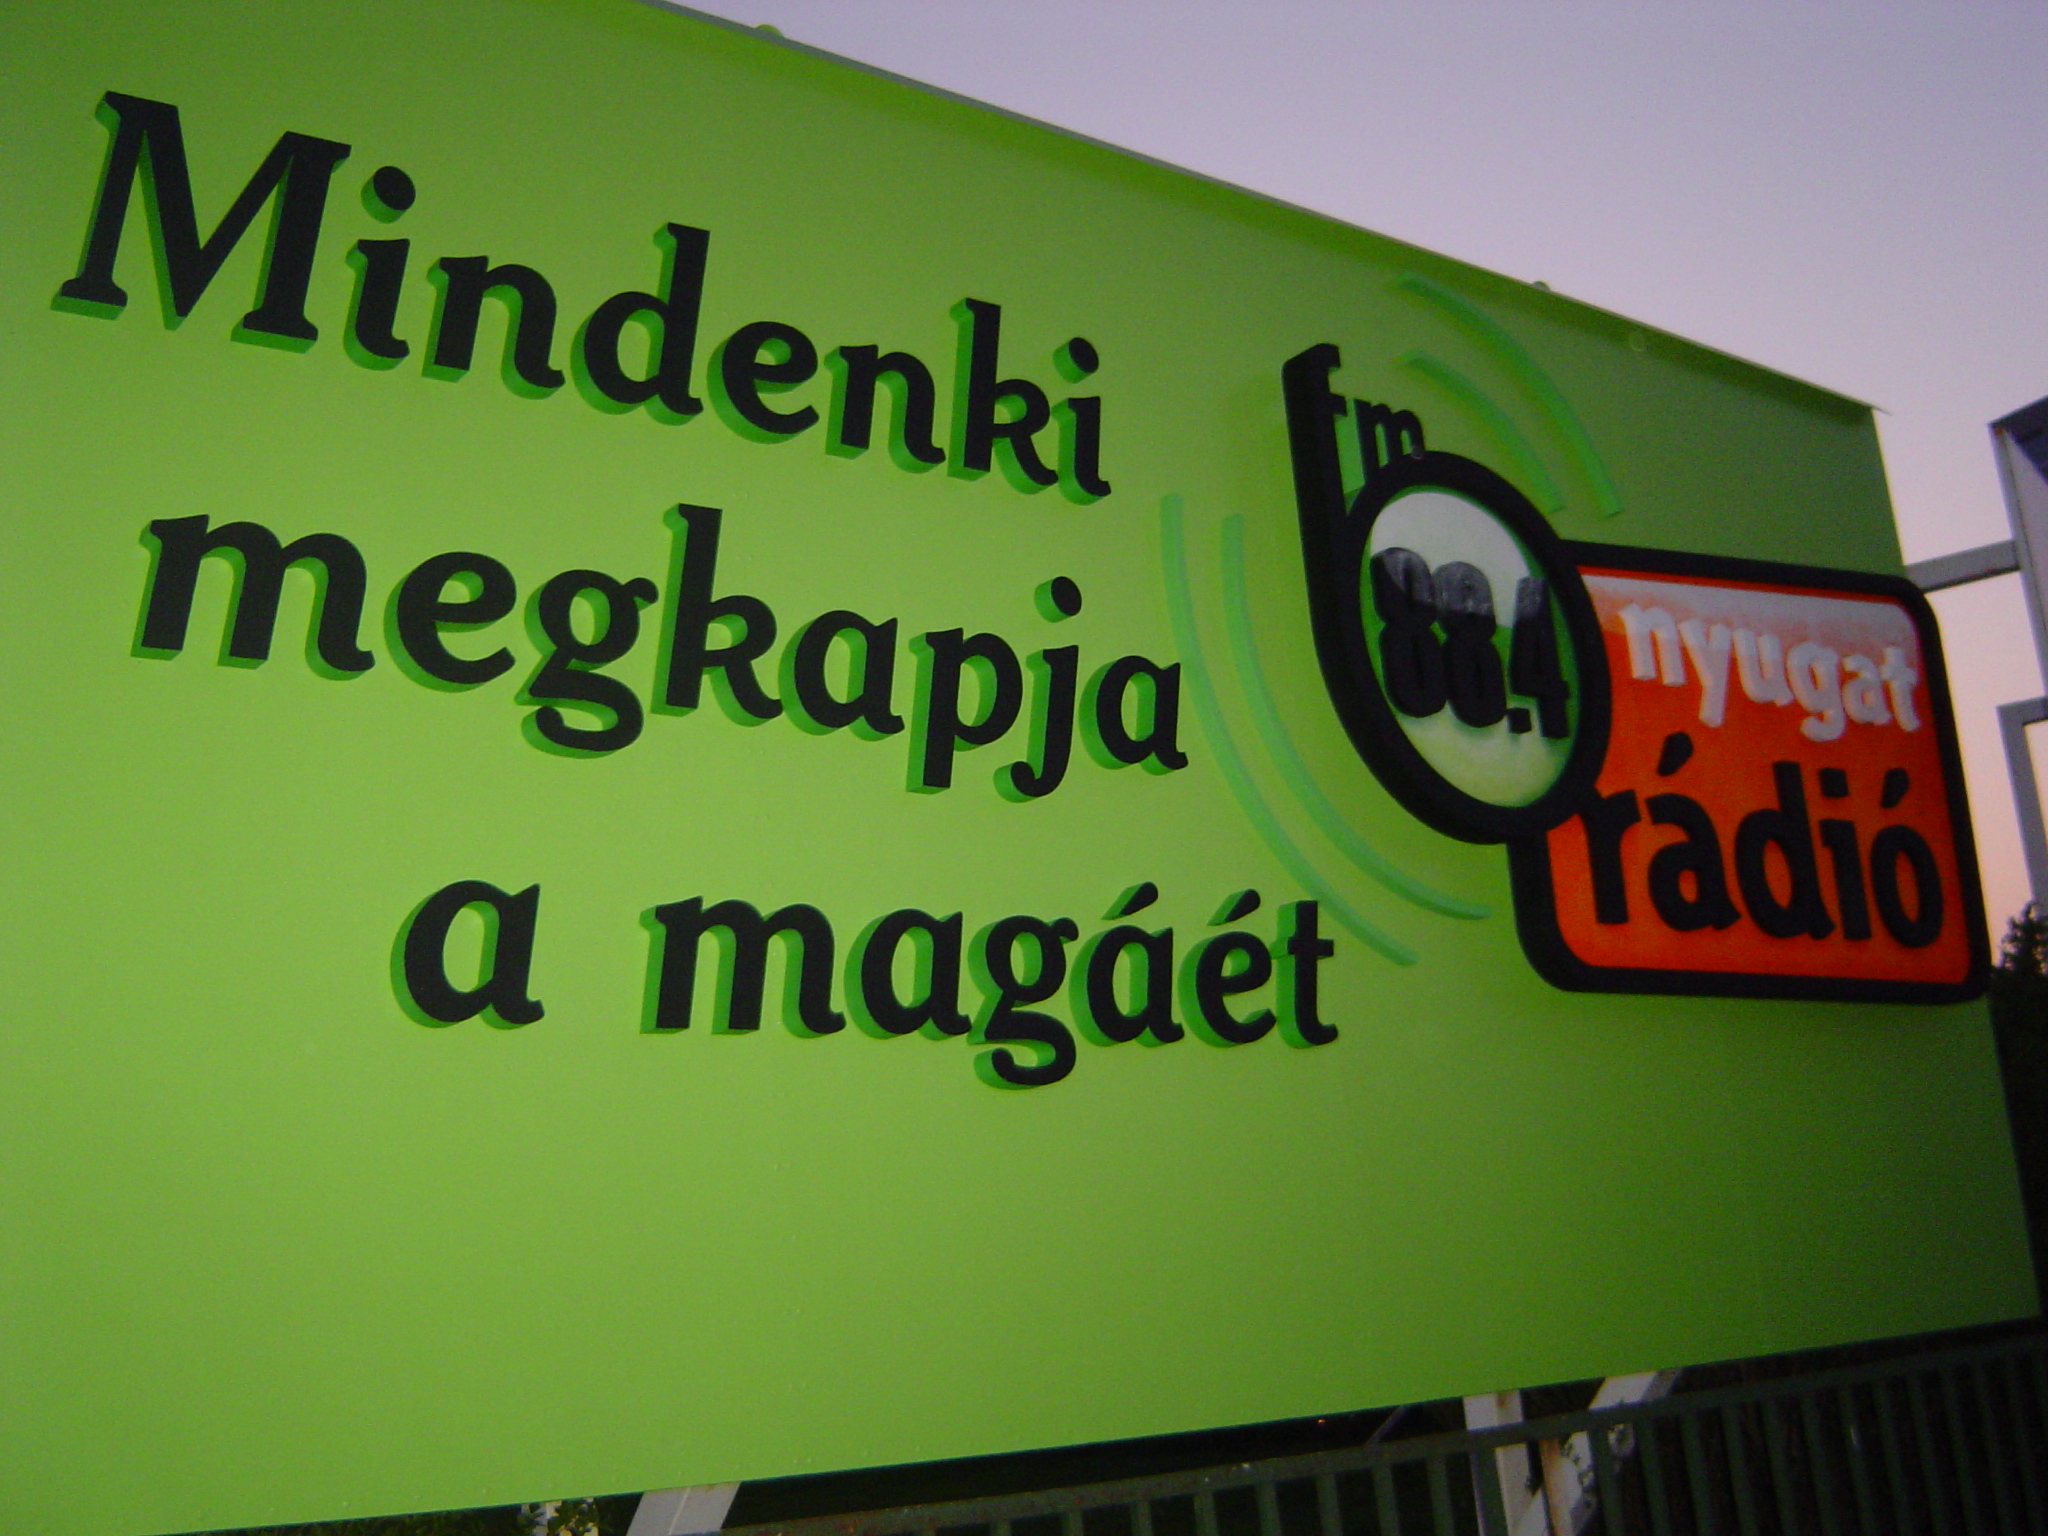 Mindenki
megkapja
a magáét
fm
88.4
nyugat
rádió